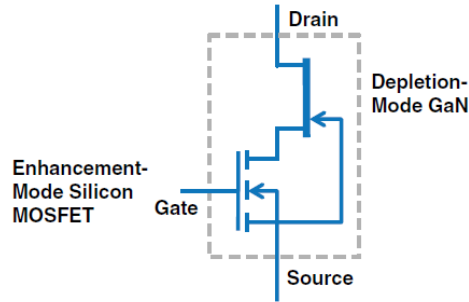 Drain
Depletion-
Mode GaN
Enhancement-
Mode Silicon
MOSFET
Gate
Source